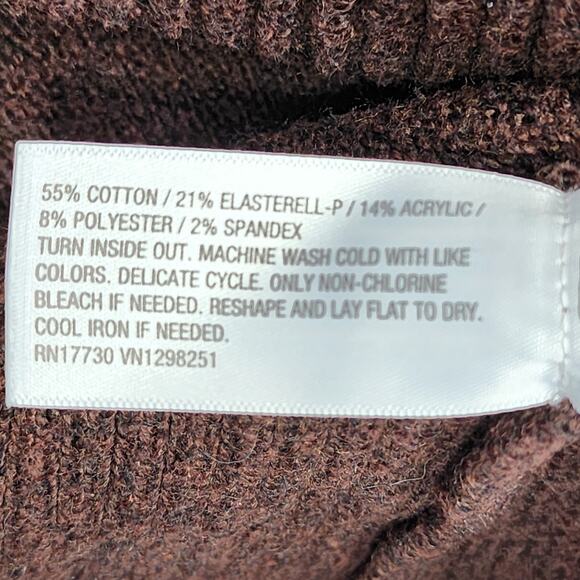 55% COTTON / 21% ELASTERELL-P / 14% ACRYLIC /
8% POLYESTER / 2% SPANDEX
TURN INSIDE OUT. MACHINE WASH COLD WITH LIKE
COLORS. DELICATE CYCLE. ONLY NON-CHLORINE
BLEACH IF NEEDED. RESHAPE AND LAY FLAT TO DRY.
COOL IRON IF NEEDED.
RN17730 VN1298251